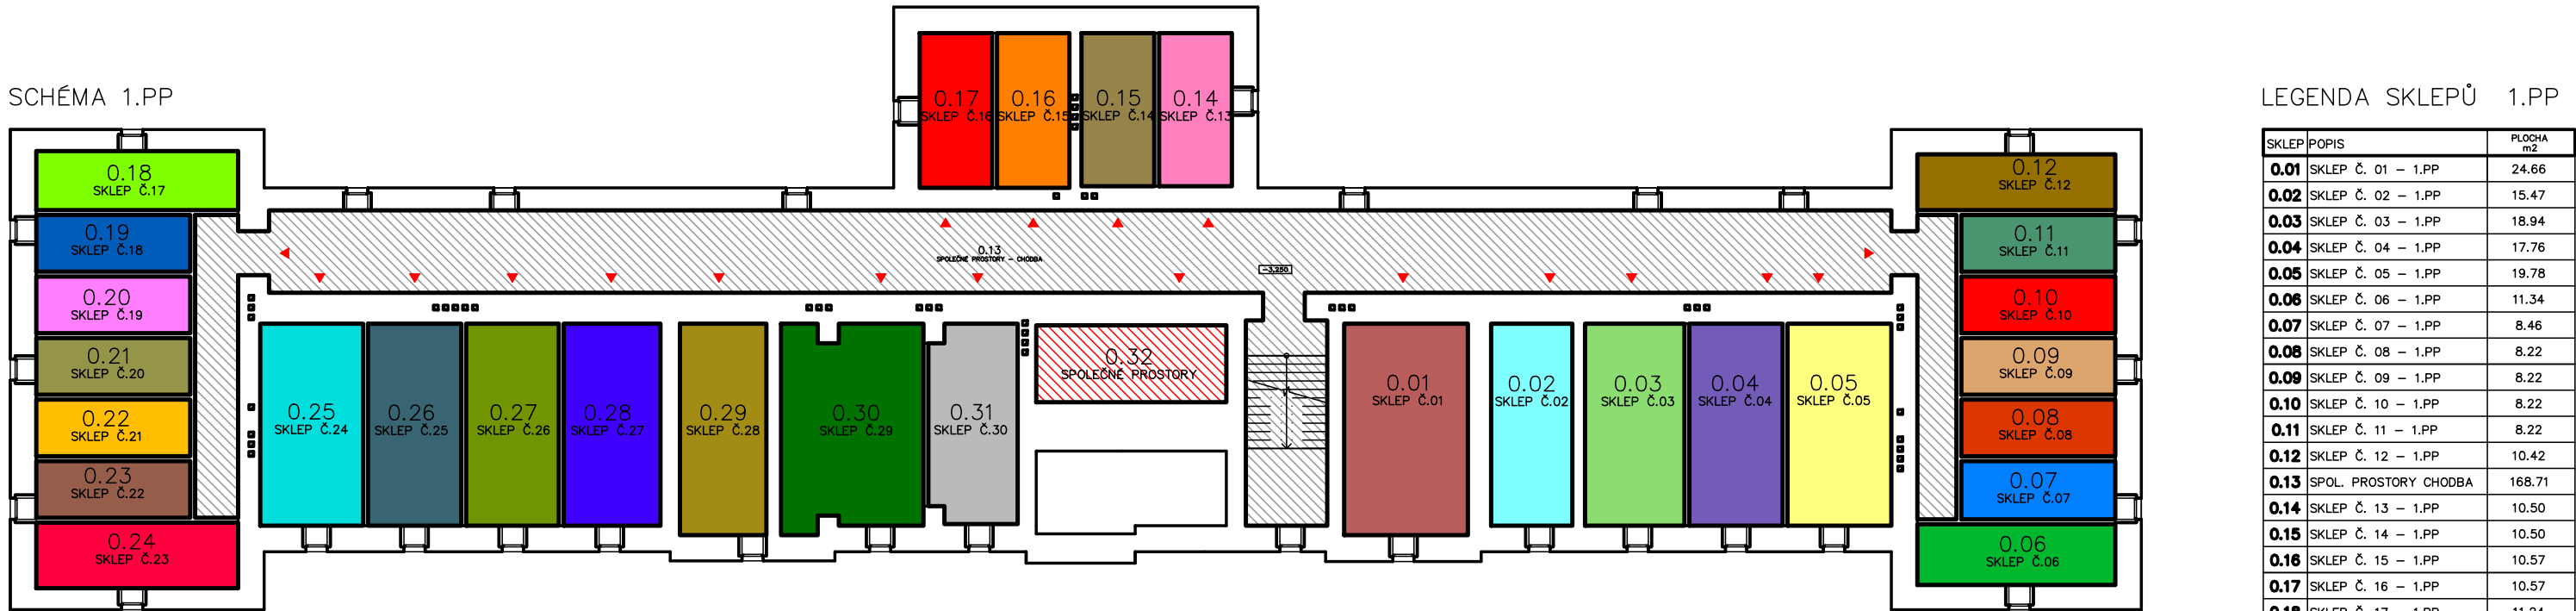 SCHÉMA 1.PP
0.17
SKLEP Č.16
0.16
SKLEP Č.15
0.15
SKLEP Č.14
0.14
SKLEP Č.13
0.18
SKLEP Č.17
0.19
SKLEP Č.18
0.20
SKLEP Č.19
0.21
SKLEP Č.20
0.22
SKLEP Č.21
0.23
SKLEP Č.22
0.24
SKLEP Č.23
0.13
SPOLEČNÉ PROSTORY - CHODBA
-3,250
0.25
SKLEP Č.24
0.26
SKLEP Č.25
0.27
SKLEP Č.26
0.28
SKLEP Č.27
0.29
SKLEP Č.28
0.30
SKLEP Č.29
0.31
SKLEP Č.30
0.32
SPOLEČNÉ PROSTORY
0.01
SKLEP Č.01
0.02
SKLEP Č.02
0.03
SKLEP Č.03
0.04
SKLEP Č.04
0.05
SKLEP Č.05
0.12
SKLEP Č.12
0.11
SKLEP Č.11
0.10
SKLEP Č.10
0.09
SKLEP Č.09
0.08
SKLEP Č.08
0.07
SKLEP Č.07
0.06
SKLEP Č.06
LEGENDA SKLEPŮ 1.PP
SKLEP POPIS PLOCHA m2
0.01 SKLEP Č. 01 - 1.PP 24.66
0.02 SKLEP Č. 02 - 1.PP 15.47
0.03 SKLEP Č. 03 - 1.PP 18.94
0.04 SKLEP Č. 04 - 1.PP 17.76
0.05 SKLEP Č. 05 - 1.PP 19.78
0.06 SKLEP Č. 06 - 1.PP 11.34
0.07 SKLEP Č. 07 - 1.PP 8.46
0.08 SKLEP Č. 08 - 1.PP 8.22
0.09 SKLEP Č. 09 - 1.PP 8.22
0.10 SKLEP Č. 10 - 1.PP 8.22
0.11 SKLEP Č. 11 - 1.PP 8.22
0.12 SKLEP Č. 12 - 1.PP 10.42
0.13 SPOL. PROSTORY CHODBA 168.71
0.14 SKLEP Č. 13 - 1.PP 10.50
0.15 SKLEP Č. 14 - 1.PP 10.50
0.16 SKLEP Č. 15 - 1.PP 10.57
0.17 SKLEP Č. 16 - 1.PP 10.57
0.18 SKLEP Č. 17 - 1.PP 11.24